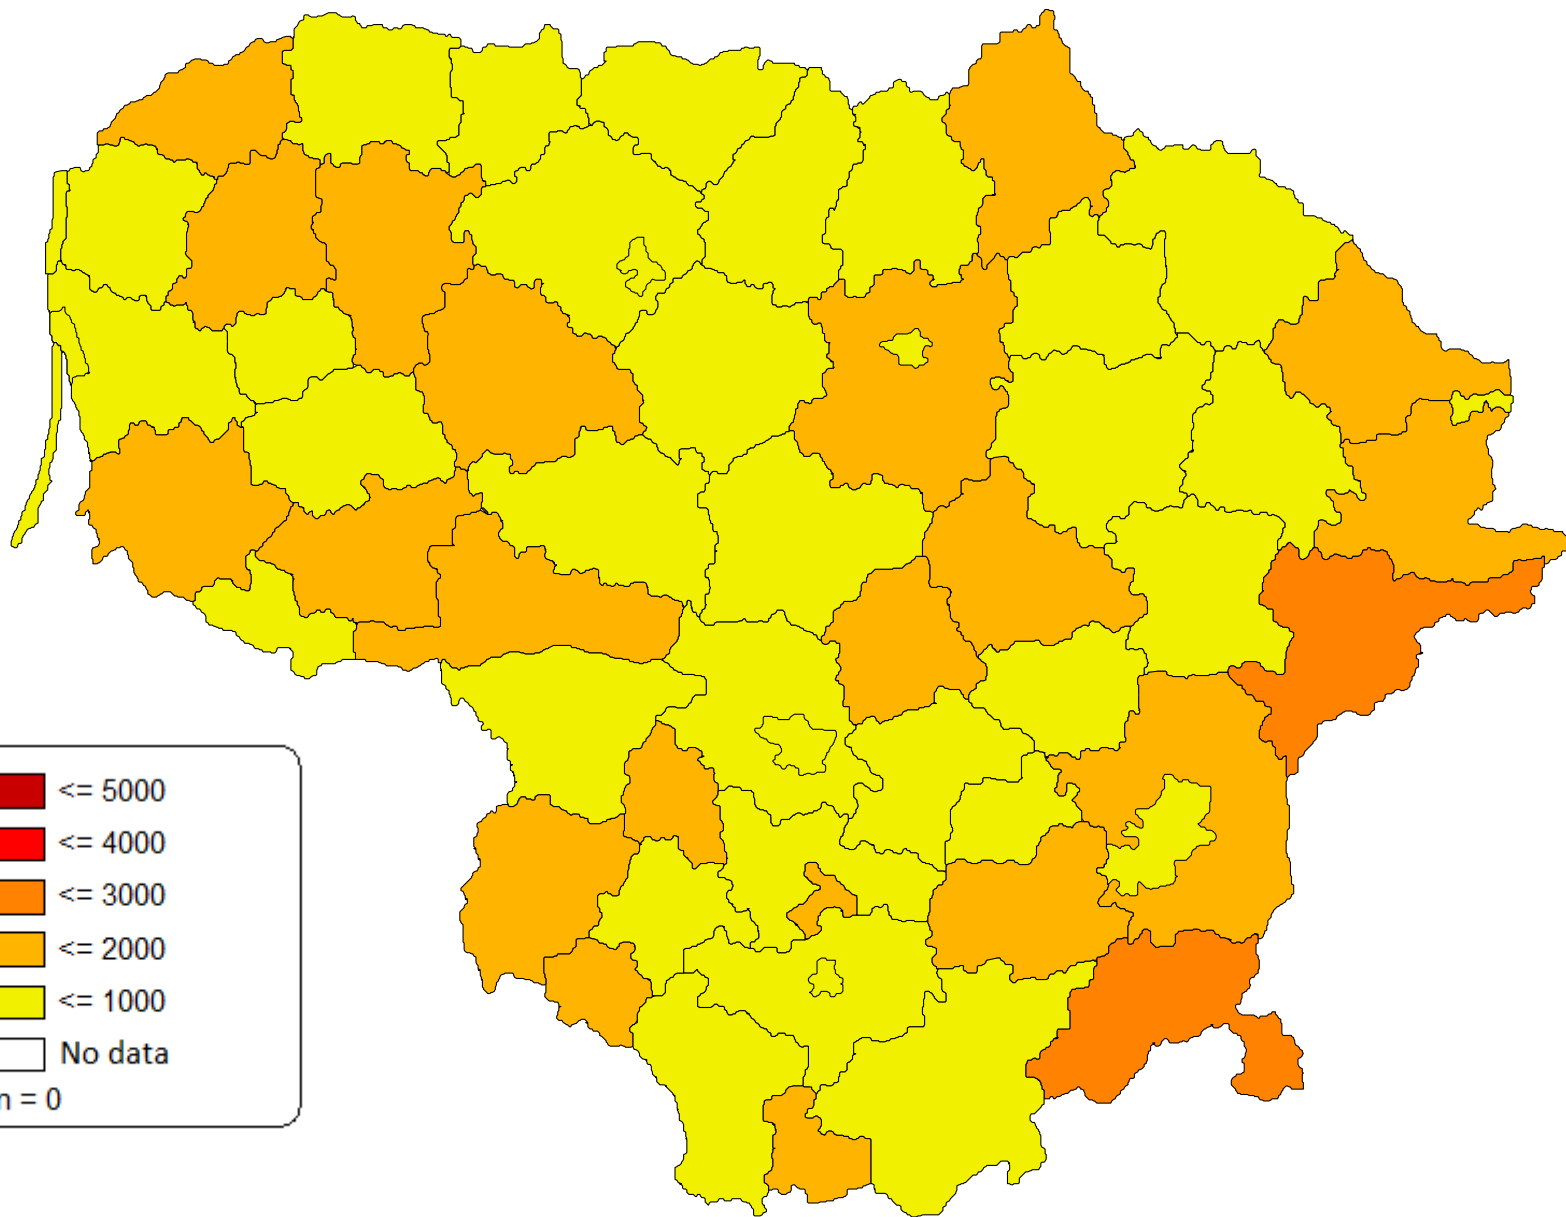 <= 5000
<= 4000
<= 3000
<= 2000
<= 1000
No data
n = 0